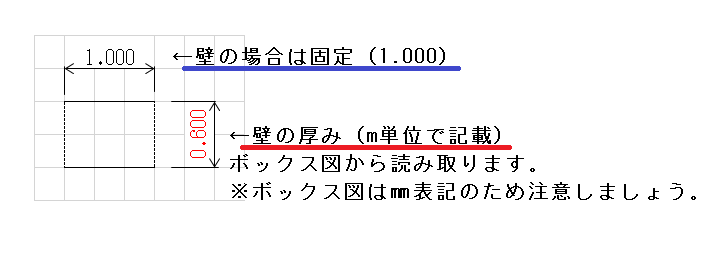 1.000 ←壁の場合は固定 (1.000)
0.600 ←壁の厚み (m単位で記載)
ボックス図から読み取ります。
※ボックス図は㎜表記のため注意しましょう。